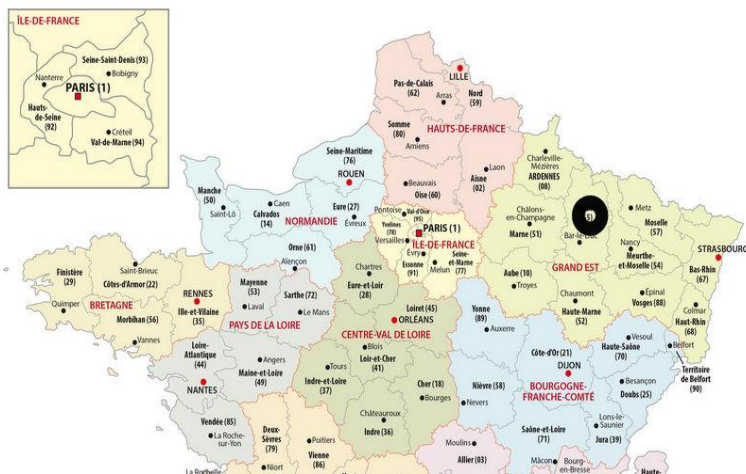 ÎLE-DE-FRANCE
Seine-Saint-Denis (93)
Bobigny
Nanterre
PARIS (1)
Hauts-
de-Seine
(92)
Créteil
Val-de-Marne (94)
LILLE
Pas-de-Calais
(62)
Nord
(59)
Arras
Somme
(80)
HAUTS-DE-FRANCE
Amiens
Seine-Maritime
(76)
ROUEN
Laon
Aisne
(02)
Beauvais
Oise (60)
Charleville-
Mézières
ARDENNES
(08)
Manche
(50)
Saint-Lô
Caen
Calvados
(14)
NORMANDIE
Eure (27)
Évreux
Orne (61)
Alençon
Pontoise
Val-d'Oise
(95)
Yvelines
(78)
Versailles
PARIS (1)
ÎLE-DE-FRANCE
Évry
Essonne
(91)
Melun
Seine-
et-Marne
(77)
Châlons-
en-Champagne
Marne (51)
Bar-le-Duc
Metz
Moselle
(57)
Nancy
Meurthe-
et-Moselle (54)
STRASBOURG
Bas-Rhin
(67)
GRAND EST
Aube (10)
Troyes
Chaumont
Haute-Marne
(52)
Épinal
Vosges (88)
Colmar
Haut-Rhin
(68)
Finistère
(29)
Quimper
Saint-Brieuc
Côtes-d'Armor (22)
BRETAGNE
Morbihan (56)
Vannes
RENNES
Ille-et-Vilaine
(35)
Mayenne
(53)
Laval
Sarthe (72)
Le Mans
PAYS DE LA LOIRE
Chartres
Eure-et-Loir
(28)
Loiret (45)
ORLÉANS
CENTRE-VAL DE LOIRE
Blois
Loir-et-Cher
(41)
Yonne
(89)
Auxerre
Loire-
Atlantique
(44)
NANTES
Angers
Maine-et-Loire
(49)
Tours
Indre-et-Loire
(37)
Cher (18)
Bourges
Châteauroux
Indre (36)
Côte-d'Or (21)
DIJON
Vesoul
Haute-Saône
(70)
Belfort
Territoire
de Belfort
(90)
Nièvre (58)
Nevers
BOURGOGNE-
FRANCHE-COMTÉ
Besançon
Doubs (25)
Vendée (85)
La Roche-
sur-Yon
Deux-
Sèvres
(79)
Niort
Poitiers
Vienne
(86)
La Rochelle
Moulins
Allier (03)
Saône-et-Loire
(71)
Mâcon
Bourg-
en-Bresse
Lons-le-
Saunier
Jura (39)
Haute-